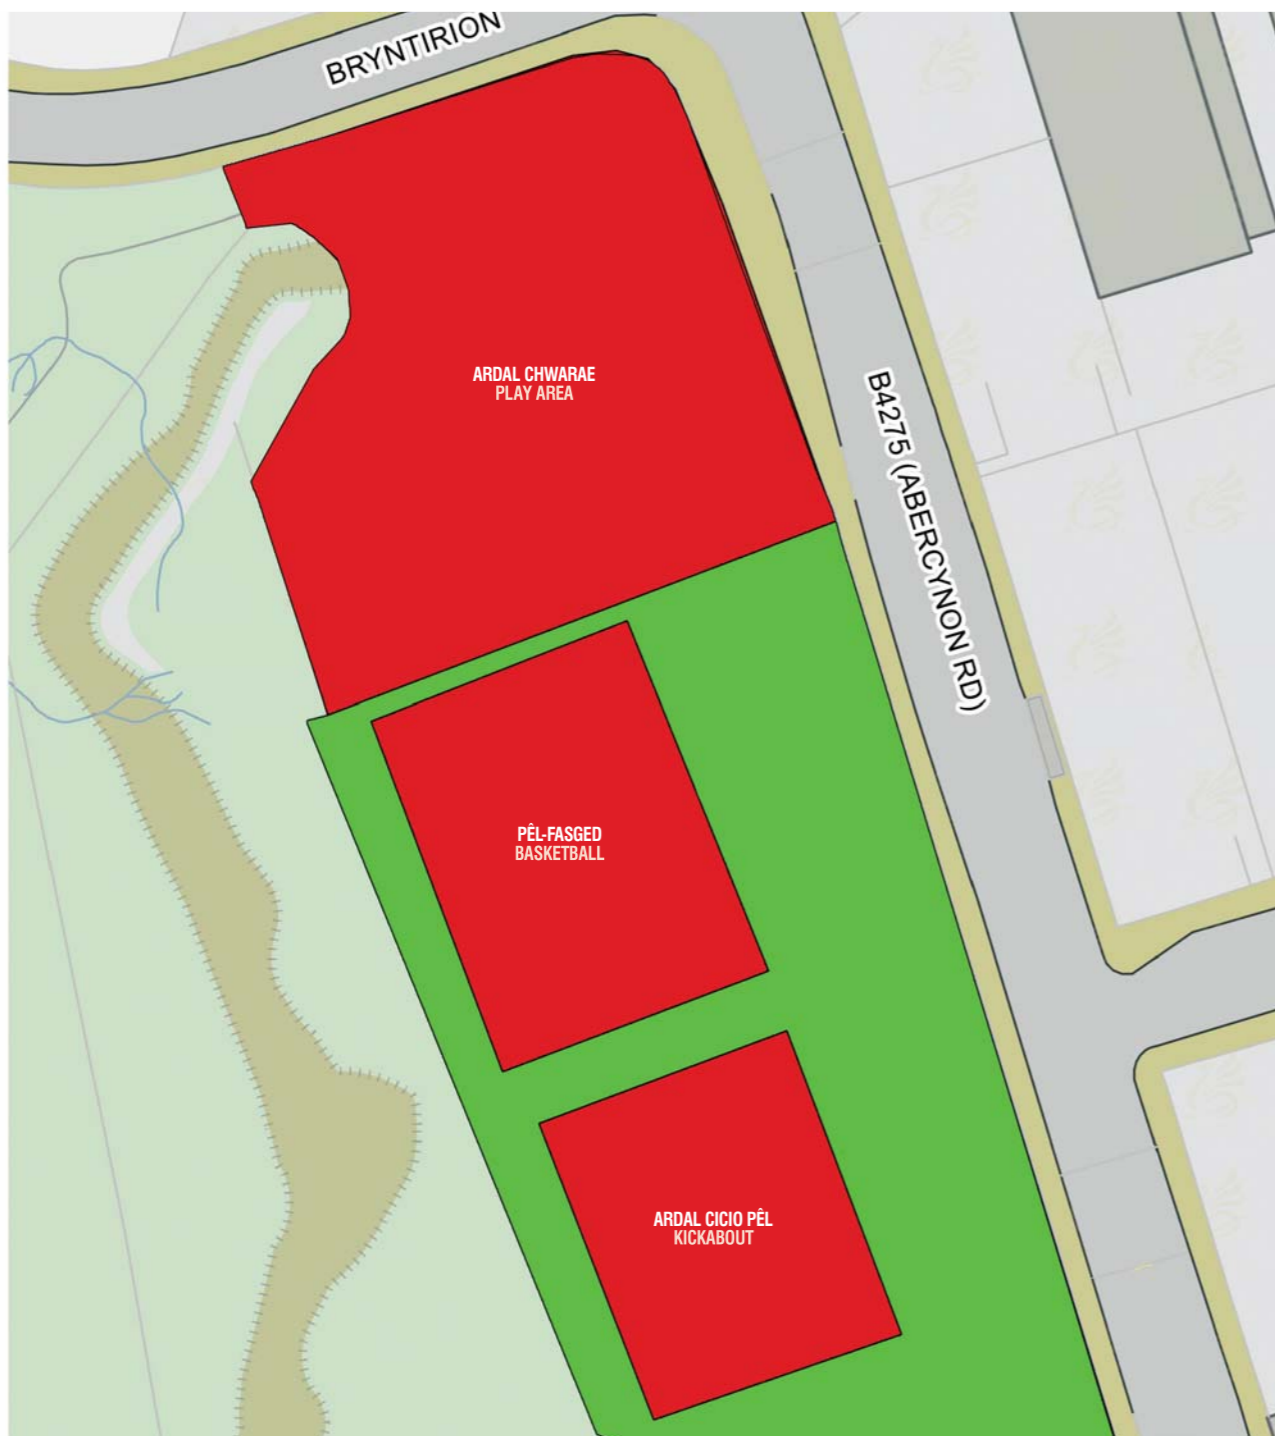 BRYNTIRION
ARDAL CHWARAE
PLAY AREA
B4275 (ABERCYNON RD)
PÊL-FASGED
BASKETBALL
ARDAL CICIO PÊL
KICKABOUT